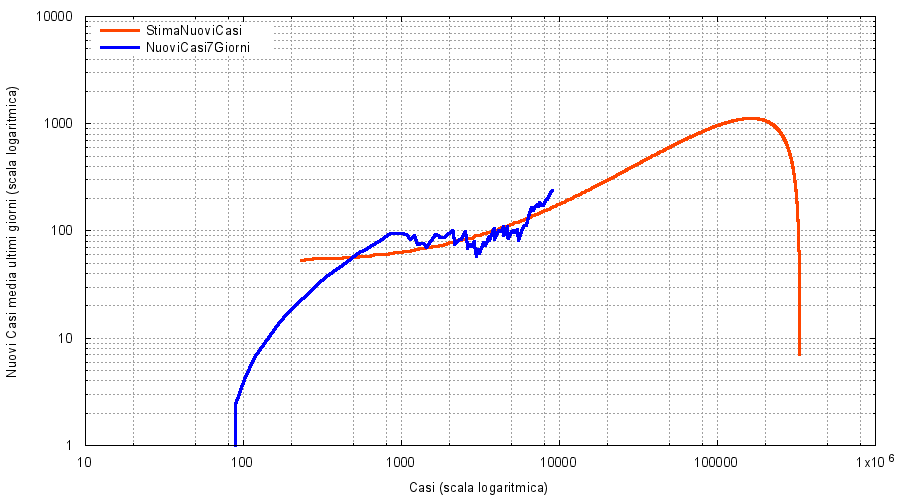 10000
1000
100
10
1
StimaNuoviCasi
NuoviCasi7Giorni
Nuovi Casi media ultimi giorni (scala logaritmica)
10 100 1000 10000 100000 1x10 6
Casi (scala logaritmica)